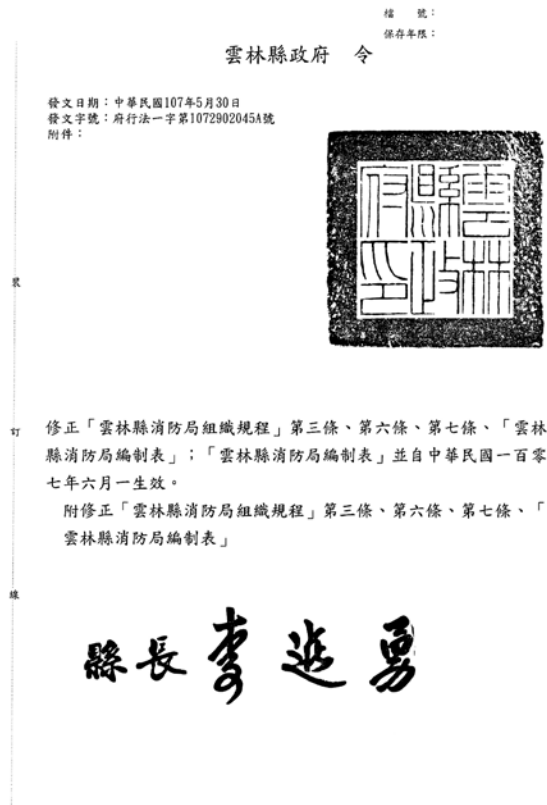 檔　　號：
保存年限：
雲林縣政府　令
發文日期：中華民國107年5月30日
發文字號：府行法一字第1072902045A號
附件：
雲林縣政府印
裝
修正「雲林縣消防局組織規程」第三條、第六條、第七條、「雲林
訂
縣消防局編制表」；「雲林縣消防局編制表」並自中華民國一百零
七年六月一生效。
附修正「雲林縣消防局組織規程」第三條、第六條、第七條、「
雲林縣消防局編制表」
線
縣長 李進勇